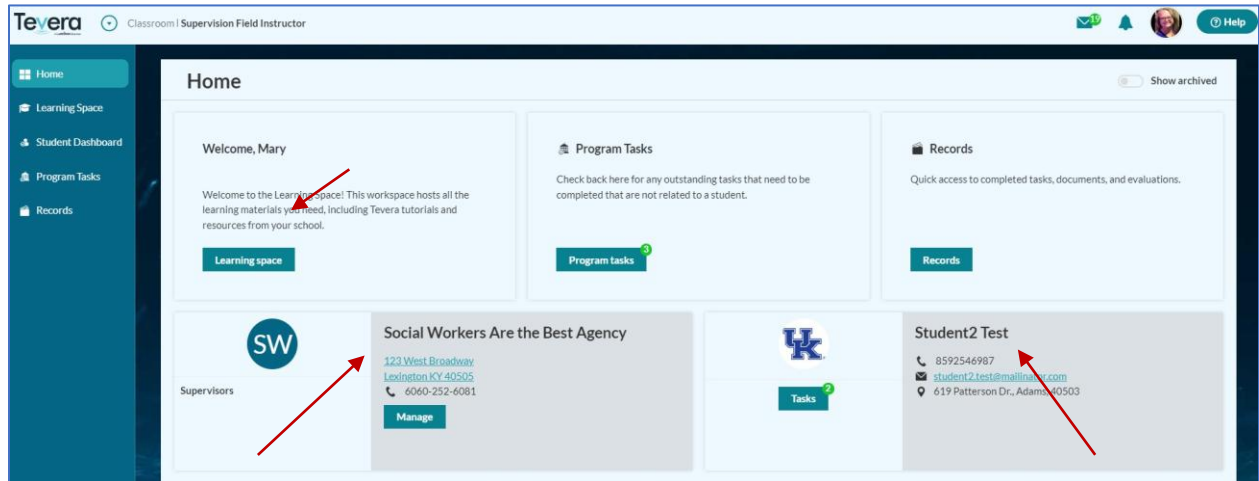 Tevera
Classroom | Supervision Field Instructor
19
Help
Home
Learning Space
Student Dashboard
Program Tasks
Records
Home
Show archived
Welcome, Mary
Welcome to the Learning Space! This workspace hosts all the
learning materials you need, including Tevera tutorials and
resources from your school.
Learning space
Program Tasks
Check back here for any outstanding tasks that need to be
completed that are not related to a student.
Program tasks
3
Records
Quick access to completed tasks, documents, and evaluations.
Records
SW
Supervisors
Social Workers Are the Best Agency
123 West Broadway
Lexington KY 40505
6060-252-6081
Manage
UK
Tasks
2
Student2 Test
8592546987
student2.test@mailinator.com
619 Patterson Dr., Adams, 40503